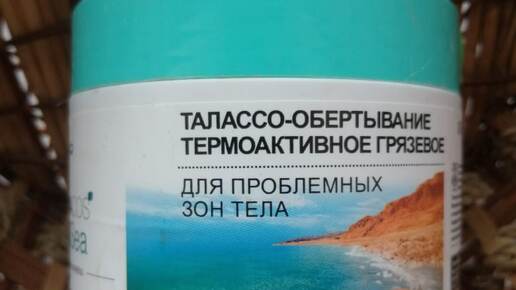 ТАЛАССО-ОБЕРТЫВАНИЕ
ТЕРМОАКТИВНОЕ ГРЯЗЕВОЕ
ДЛЯ ПРОБЛЕМНЫХ
ЗОН ТЕЛА